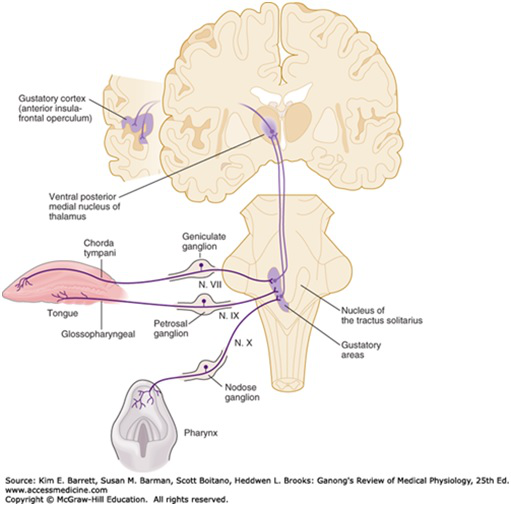 Gustatory cortex
(anterior insula-
frontal operculum)
Ventral posterior
medial nucleus of
thalamus
Geniculate
ganglion
Chorda
tympani
N. VII
Tongue
Glossopharyngeal
Petrosal
ganglion
N. IX
N. X
Nucleus of
the tractus solitarius
Gustatory
areas
Nodose
ganglion
Pharynx
Source: Kim E. Barrett, Susan M. Barman, Scott Boitano, Heddwen L. Brooks: Ganong's Review of Medical Physiology, 25th Ed.
www.accessmedicine.com
Copyright © McGraw-Hill Education. All rights reserved.